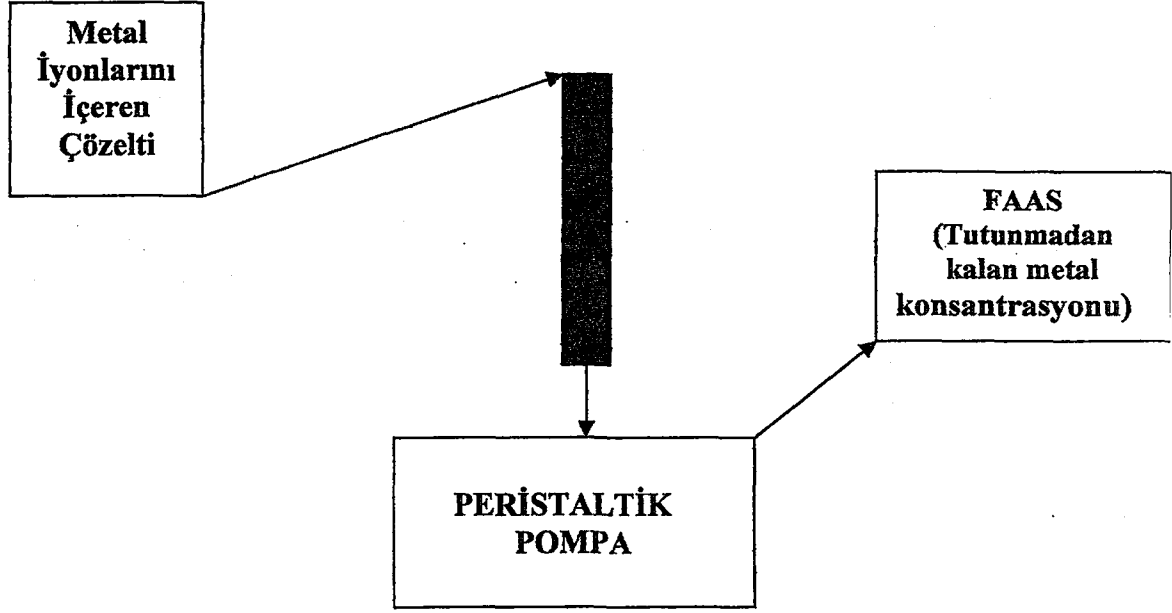 Metal
İyonlarını
İçeren
Çözelti
FAAS
(Tutunmadan
kalan metal
konsantrasyonu)
PERİSTALTİK
POMPA